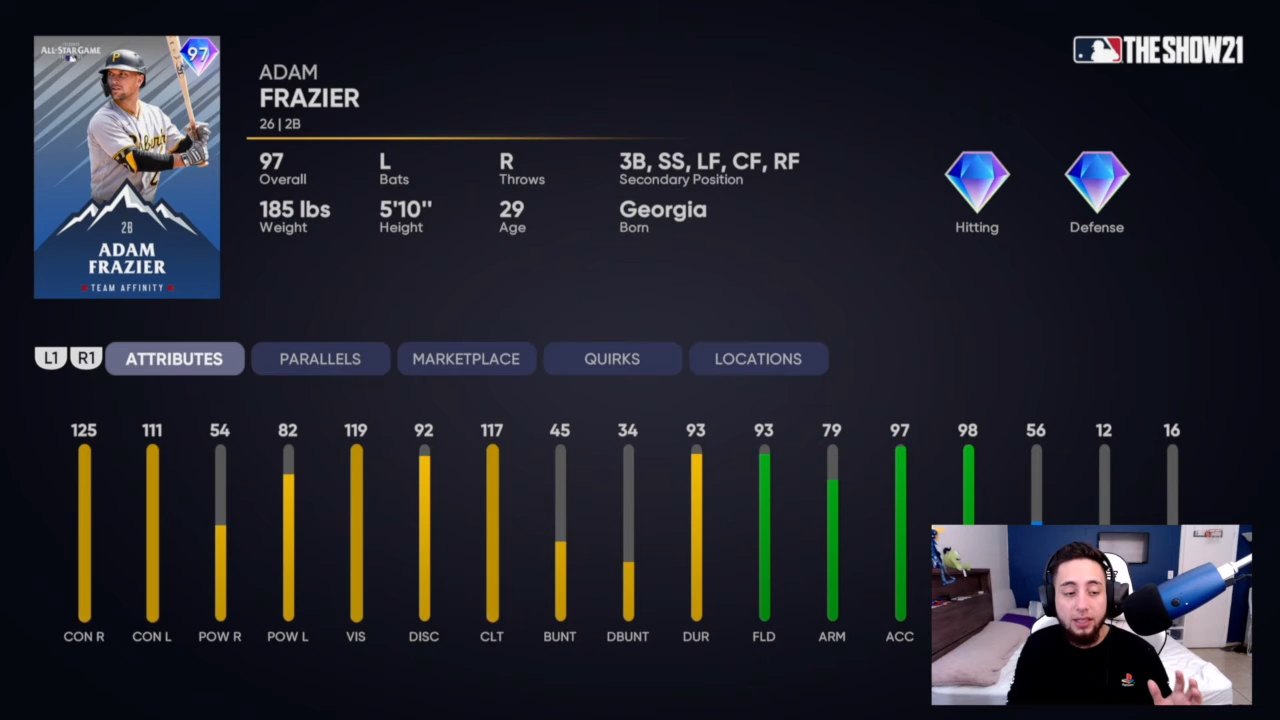 ALL-STAR GAME
97
P
2B
ADAM
FRAZIER
TEAM AFFINITY
ADAM
FRAZIER
26 | 2B
97
Overall
L
Bats
R
Throws
3B, SS, LF, CF, RF
Secondary Position
185 lbs
Weight
5'10"
Height
29
Age
Georgia
Born
Hitting
Defense
THE SHOW 21
L1 R1 ATTRIBUTES PARALLELS MARKETPLACE QUIRKS LOCATIONS
125 111 54 82 119 92 117 45 34 93 93 79 97 98 56 12 16
CON R CON L POW R POW L VIS DISC CLT BUNT DBUNT DUR FLD ARM ACC